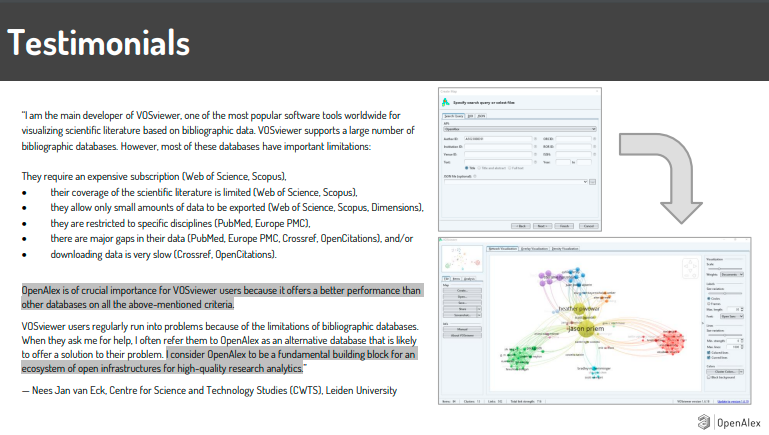 Testimonials
"I am the main developer of VOSviewer, one of the most popular software tools worldwide for
visualizing scientific literature based on bibliographic data. VOSviewer supports a large number of
bibliographic databases. However, most of these databases have important limitations:
They require an expensive subscription (Web of Science, Scopus),
• their coverage of the scientific literature is limited (Web of Science, Scopus),
• they allow only small amounts of data to be exported (Web of Science, Scopus, Dimensions),
• they are restricted to specific disciplines (PubMed, Europe PMC),
• there are major gaps in their data (PubMed, Europe PMC, Crossref, OpenCitations), and/or
• downloading data is very slow (Crossref, OpenCitations).
OpenAlex is of crucial importance for VOSviewer users because it offers a better performance than
other databases on all the above-mentioned criteria.
VOSviewer users regularly run into problems because of the limitations of bibliographic databases.
When they ask me for help, I often refer them to OpenAlex as an alternative database that is likely
to offer a solution to their problem. I consider OpenAlex to be a fundamental building block for an
ecosystem of open infrastructures for high-quality research analytics."
— Nees Jan van Eck, Centre for Science and Technology Studies (CWTS), Leiden University
Specify search query or select files
heather piwowar
jason priem
OpenAlex